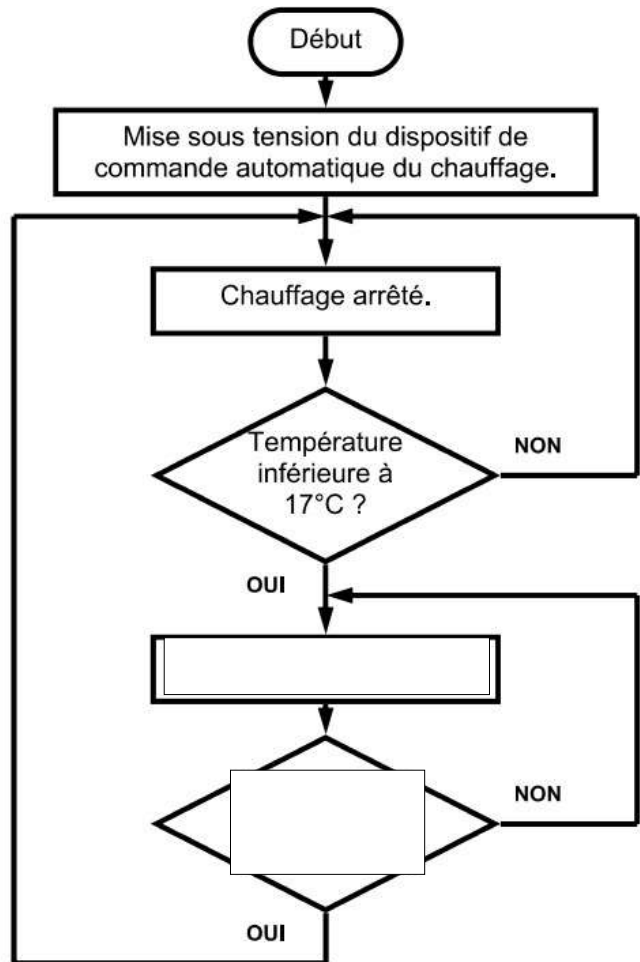 Début
Mise sous tension du dispositif de
commande automatique du chauffage.
Chauffage arrêté.
Température
inférieure à
17°C ?
NON
OUI
NON
OUI